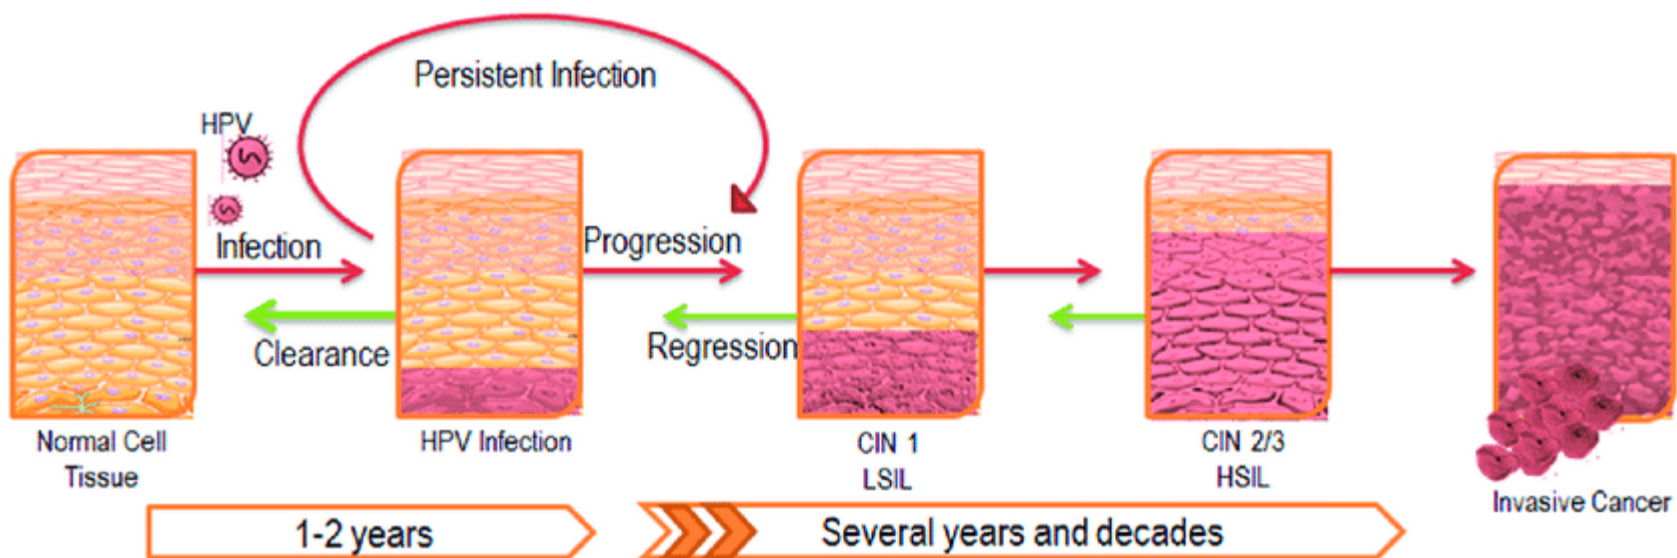 Persistent Infection
HPV
Infection
Progression
Clearance
Regression
Normal Cell
Tissue
HPV Infection
CIN 1
LSIL
CIN 2/3
HSIL
Invasive Cancer
1-2 years
Several years and decades